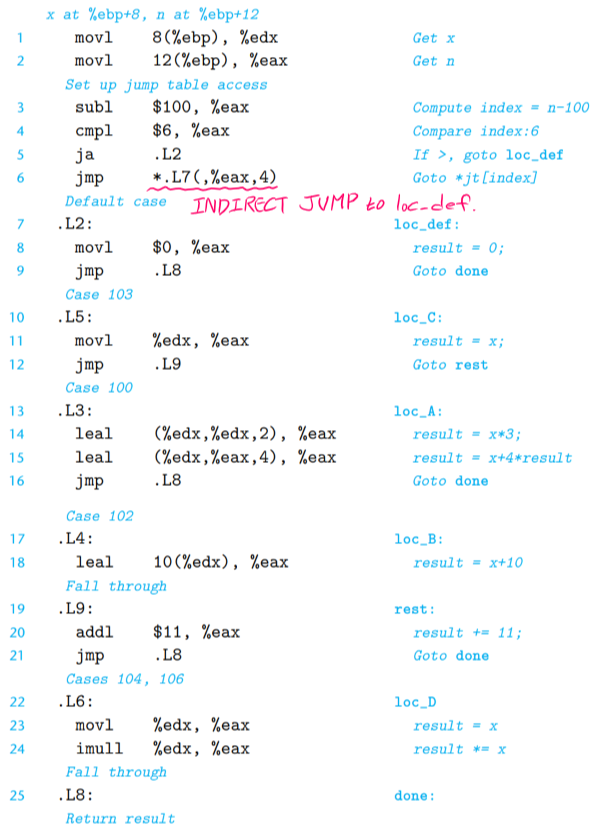 x at %ebp+8, n at %ebp+12
1 movl 8(%ebp), %edx Get x
2 movl 12(%ebp), %eax Get n
Set up jump table access
3 subl $100, %eax Compute index = n-100
4 cmpl $6, %eax Compare index:6
5 ja .L2 If >, goto loc_def
6 jmp *.L7(,%eax,4) Goto *jt[index]
Default case INDIRECT JUMP to loc-def.
7 .L2: loc_def:
8 movl $0, %eax result = 0;
9 jmp .L8 Goto done
Case 103
10 .L5: loc_C:
11 movl %edx, %eax result = x;
12 jmp .L9 Goto rest
Case 100
13 .L3: loc_A:
14 leal (%edx,%edx,2), %eax result = x*3;
15 leal (%edx,%eax,4), %eax result = x+4*result
16 jmp .L8 Goto done
Case 102
17 .L4: loc_B:
18 leal 10(%edx), %eax result = x+10
Fall through
19 .L9: rest:
20 addl $11, %eax result += 11;
21 jmp .L8 Goto done
Cases 104, 106
22 .L6: loc_D
23 movl %edx, %eax result = x
24 imull %edx, %eax result *= x
Fall through
25 .L8: done:
Return result